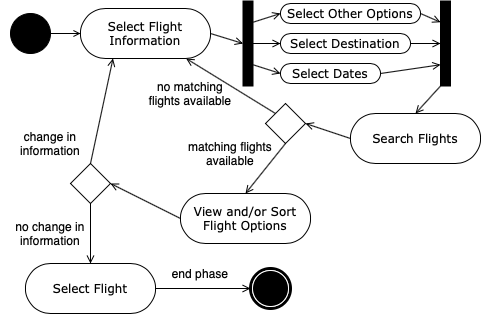 Select Flight
Information
Select Other Options
Select Destination
Select Dates
no matching
flights available
Search Flights
change in
information
matching flights
available
View and/or Sort
Flight Options
no change in
information
Select Flight
end phase